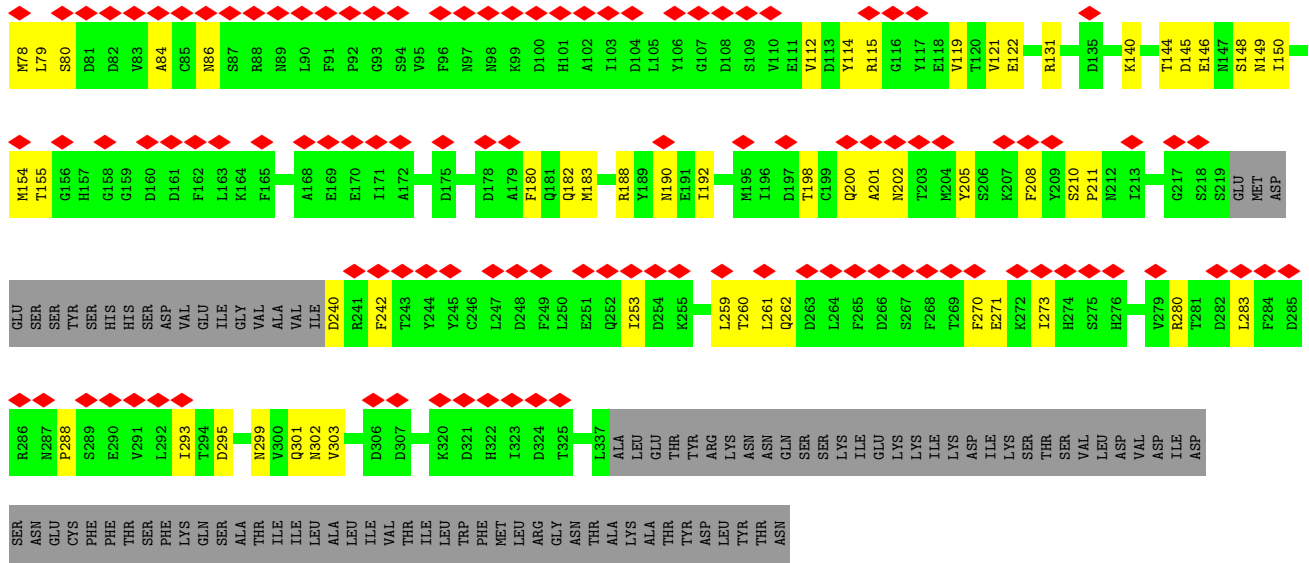 M78 L79 S80 D81 D82 V83 A84 C85 N86 S87 R88 N89 L90 F91 P92 G93 S94 V95 F96 N97 N98 K99 D100 H101 A102 I103 D104 L105 Y106 G107 D108 S109 V110 E111 V112 D113 Y114 R115 G116 Y117 E118 V119 T120 V121 E122 R131 D135 K140 T144 D145 E146 N147 S148 N149 I150
M154 T155 G156 H157 G158 G159 D160 D161 F162 L163 K164 F165 A168 E169 E170 I171 A172 D175 D178 A179 F180 Q181 Q182 M183 R188 Y189 N190 E191 I192 M195 I196 D197 T198 C199 Q200 A201 N202 T203 M204 Y205 S206 K207 F208 Y209 S210 P211 N212 I213 G217 S218 S219 GLU MET ASP
GLU SER SER TYR SER HIS HIS SER ASP VAL GLU ILE GLY VAL ALA VAL ILE D240 R241 F242 T243 Y244 Y245 C246 L247 D248 F249 L250 E251 Q252 I253 D254 K255 L259 T260 L261 Q262 D263 L264 F265 D266 S267 F268 T269 F270 E271 K272 I273 H274 S275 H276 V279 R280 T281 D282 L283 F284 D285
R286 N287 P288 S289 E290 V291 L292 I293 T294 D295 N299 V300 Q301 N302 V303 D306 D307 K320 D321 H322 I323 D324 T325 L337 ALA LEU GLU THR TYR ARG LYS ASN ASN GLN SER SER LYS ILE GLU LYS LYS ILE LYS ASP ILE LYS SER THR SER VAL LEU ASP VAL ASP ILE ASP
SER ASN GLU CYS PHE PHE THR SER PHE LYS GLN SER ALA THR ILE ILE LEU ALA LEU ILE VAL THR ILE LEU TRP PHE MET LEU ARG GLY ASN THR ALA LYS ALA THR TYR ASP LEU TYR THR ASN